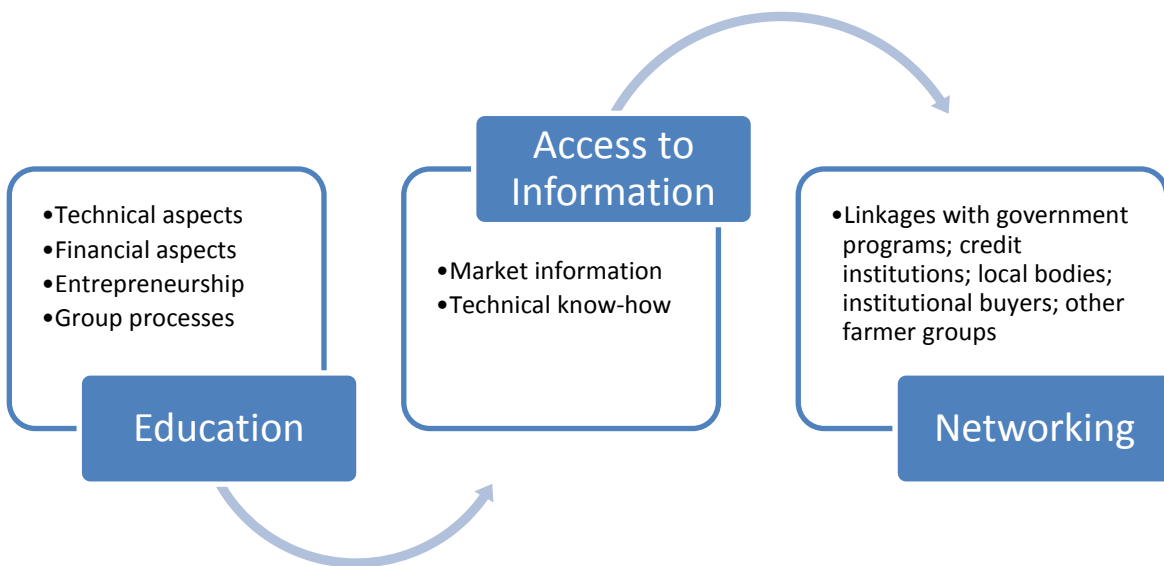 •Technical aspects
•Financial aspects
•Entrepreneurship
•Group processes
Education
Access to
Information
•Market information
•Technical know-how
•Linkages with government
programs; credit
institutions; local bodies;
institutional buyers; other
farmer groups
Networking